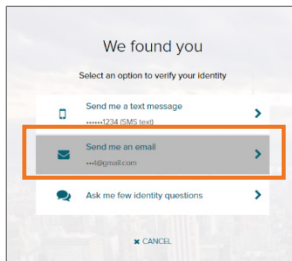 We found you
Select an option to verify your identity
Send me a text message
••••••1234 (SMS text)
Send me an email
•••t@gmail.com
Ask me few identity questions
✖ CANCEL